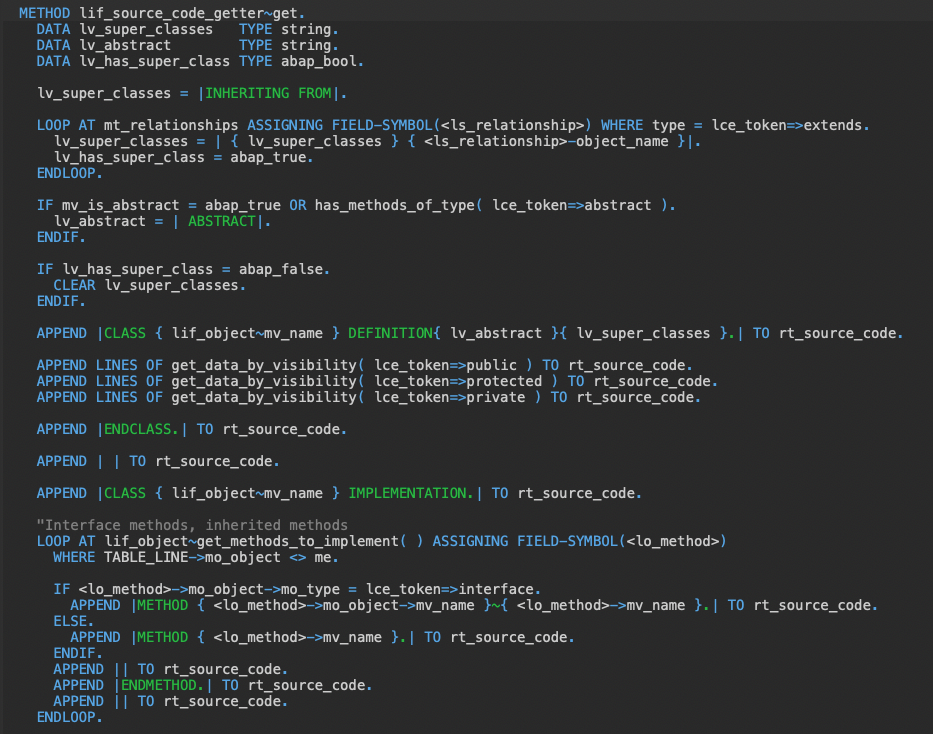 METHOD lif_source_code_getter~get.
DATA lv_super_classes   TYPE string.
DATA lv_abstract        TYPE string.
DATA lv_has_super_class TYPE abap_bool.
lv_super_classes = |INHERITING FROM|.
LOOP AT mt_relationships ASSIGNING FIELD-SYMBOL(<ls_relationship>) WHERE type = lce_token=>extends.
lv_super_classes = | { lv_super_classes } { <ls_relationship>-object_name }|.
lv_has_super_class = abap_true.
ENDLOOP.
IF mv_is_abstract = abap_true OR has_methods_of_type( lce_token=>abstract ).
lv_abstract = | ABSTRACT|.
ENDIF.
IF lv_has_super_class = abap_false.
CLEAR lv_super_classes.
ENDIF.
APPEND |CLASS { lif_object~mv_name } DEFINITION{ lv_abstract }{ lv_super_classes }.| TO rt_source_code.
APPEND LINES OF get_data_by_visibility( lce_token=>public ) TO rt_source_code.
APPEND LINES OF get_data_by_visibility( lce_token=>protected ) TO rt_source_code.
APPEND LINES OF get_data_by_visibility( lce_token=>private ) TO rt_source_code.
APPEND |ENDCLASS.| TO rt_source_code.
APPEND | | TO rt_source_code.
APPEND |CLASS { lif_object~mv_name } IMPLEMENTATION.| TO rt_source_code.
"Interface methods, inherited methods
LOOP AT lif_object~get_methods_to_implement( ) ASSIGNING FIELD-SYMBOL(<lo_method>)
WHERE TABLE_LINE->mo_object <> me.
IF <lo_method>->mo_object->mo_type = lce_token=>interface.
APPEND |METHOD { <lo_method>->mo_object->mv_name }~{ <lo_method>->mv_name }.| TO rt_source_code.
ELSE.
APPEND |METHOD { <lo_method>->mv_name }.| TO rt_source_code.
ENDIF.
APPEND || TO rt_source_code.
APPEND |ENDMETHOD.| TO rt_source_code.
APPEND || TO rt_source_code.
ENDLOOP.